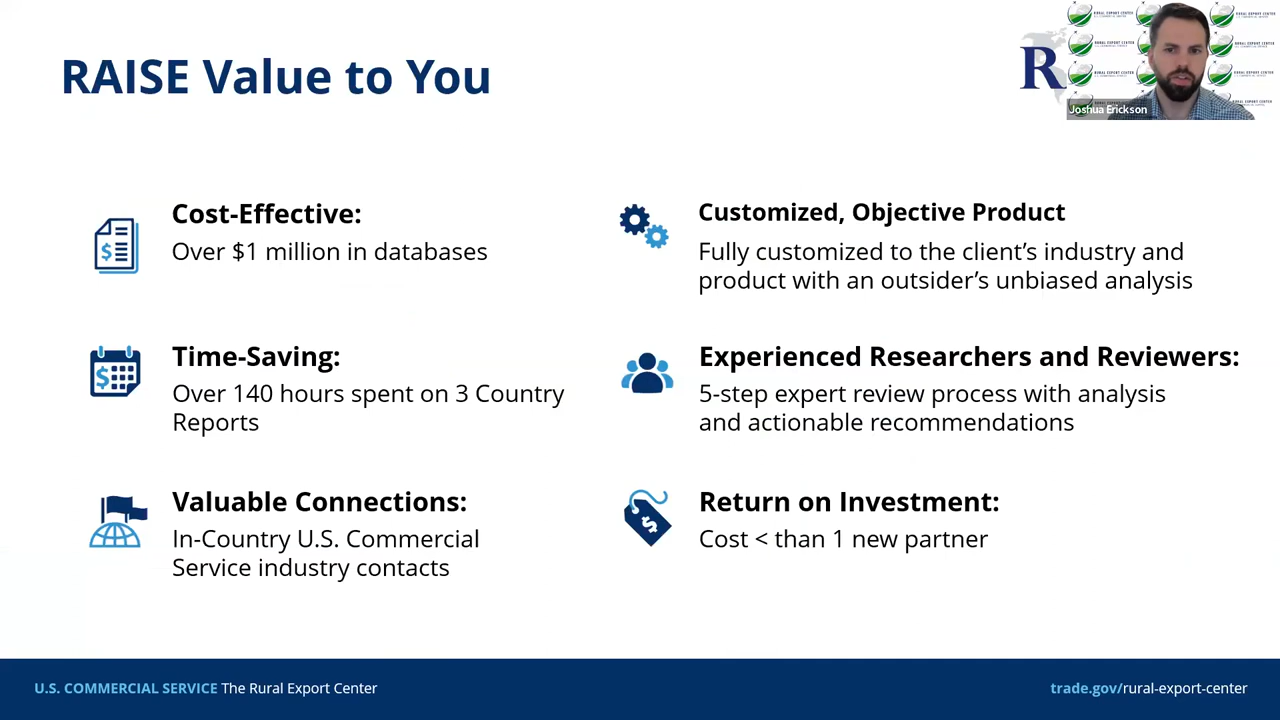 RAISE Value to You
R
Joshua Erickson
RURAL EXPORT CENTER
Cost-Effective:
Over $1 million in databases
Customized, Objective Product
Fully customized to the client’s industry and
product with an outsider’s unbiased analysis
Time-Saving:
Over 140 hours spent on 3 Country
Reports
Experienced Researchers and Reviewers:
5-step expert review process with analysis
and actionable recommendations
Valuable Connections:
In-Country U.S. Commercial
Service industry contacts
Return on Investment:
Cost < than 1 new partner
U.S. COMMERCIAL SERVICE The Rural Export Center
trade.gov/rural-export-center